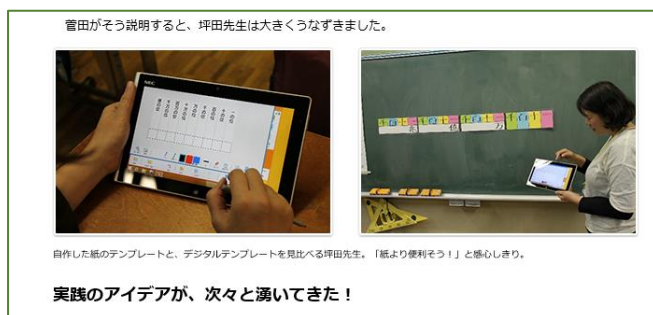 菅田がそう説明すると、坪田先生は大きくうなずきました。
NEC
自作した紙のテンプレートと、デジタルテンプレートを見比べる坪田先生。「紙より便利そう！」と感心しきり。
実践のアイデアが、次々と湧いてきた！